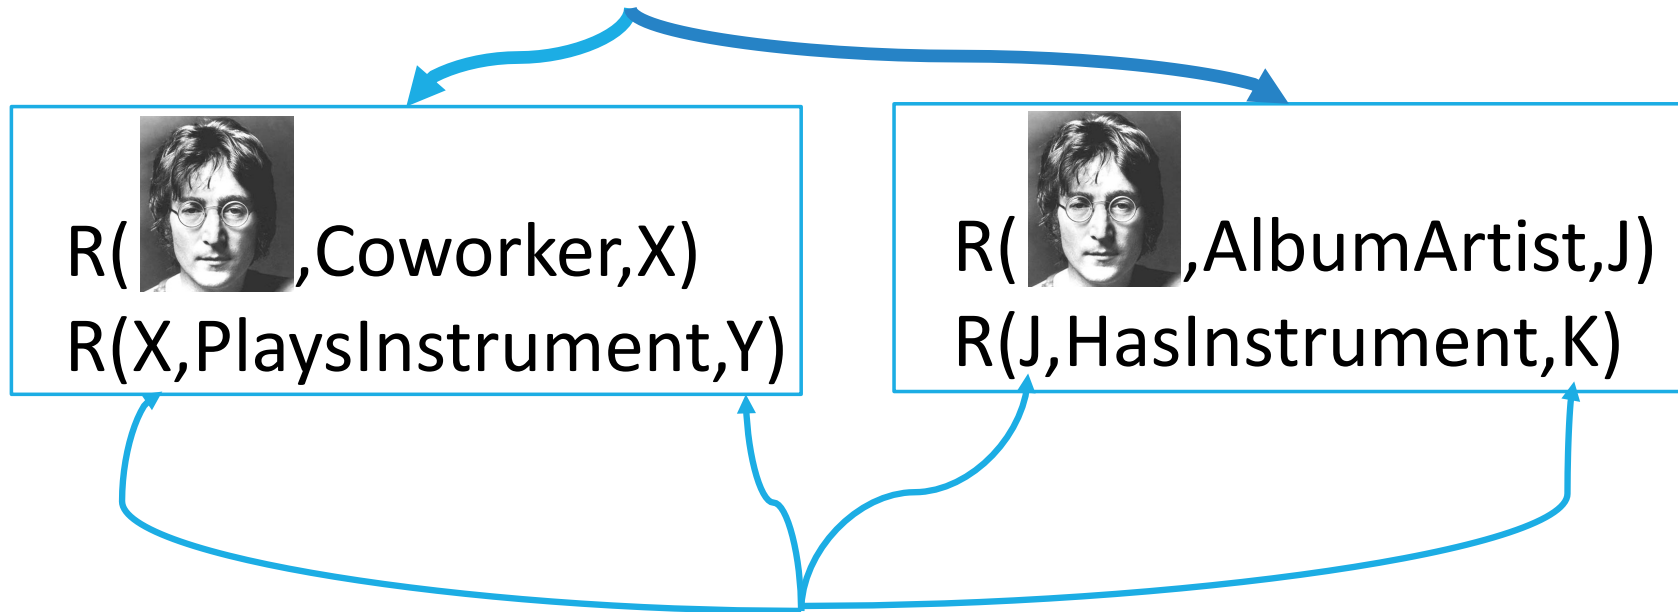 R( ,Coworker,X)
R(X,PlaysInstrument,Y)
R( ,AlbumArtist,J)
R(J,HasInstrument,K)